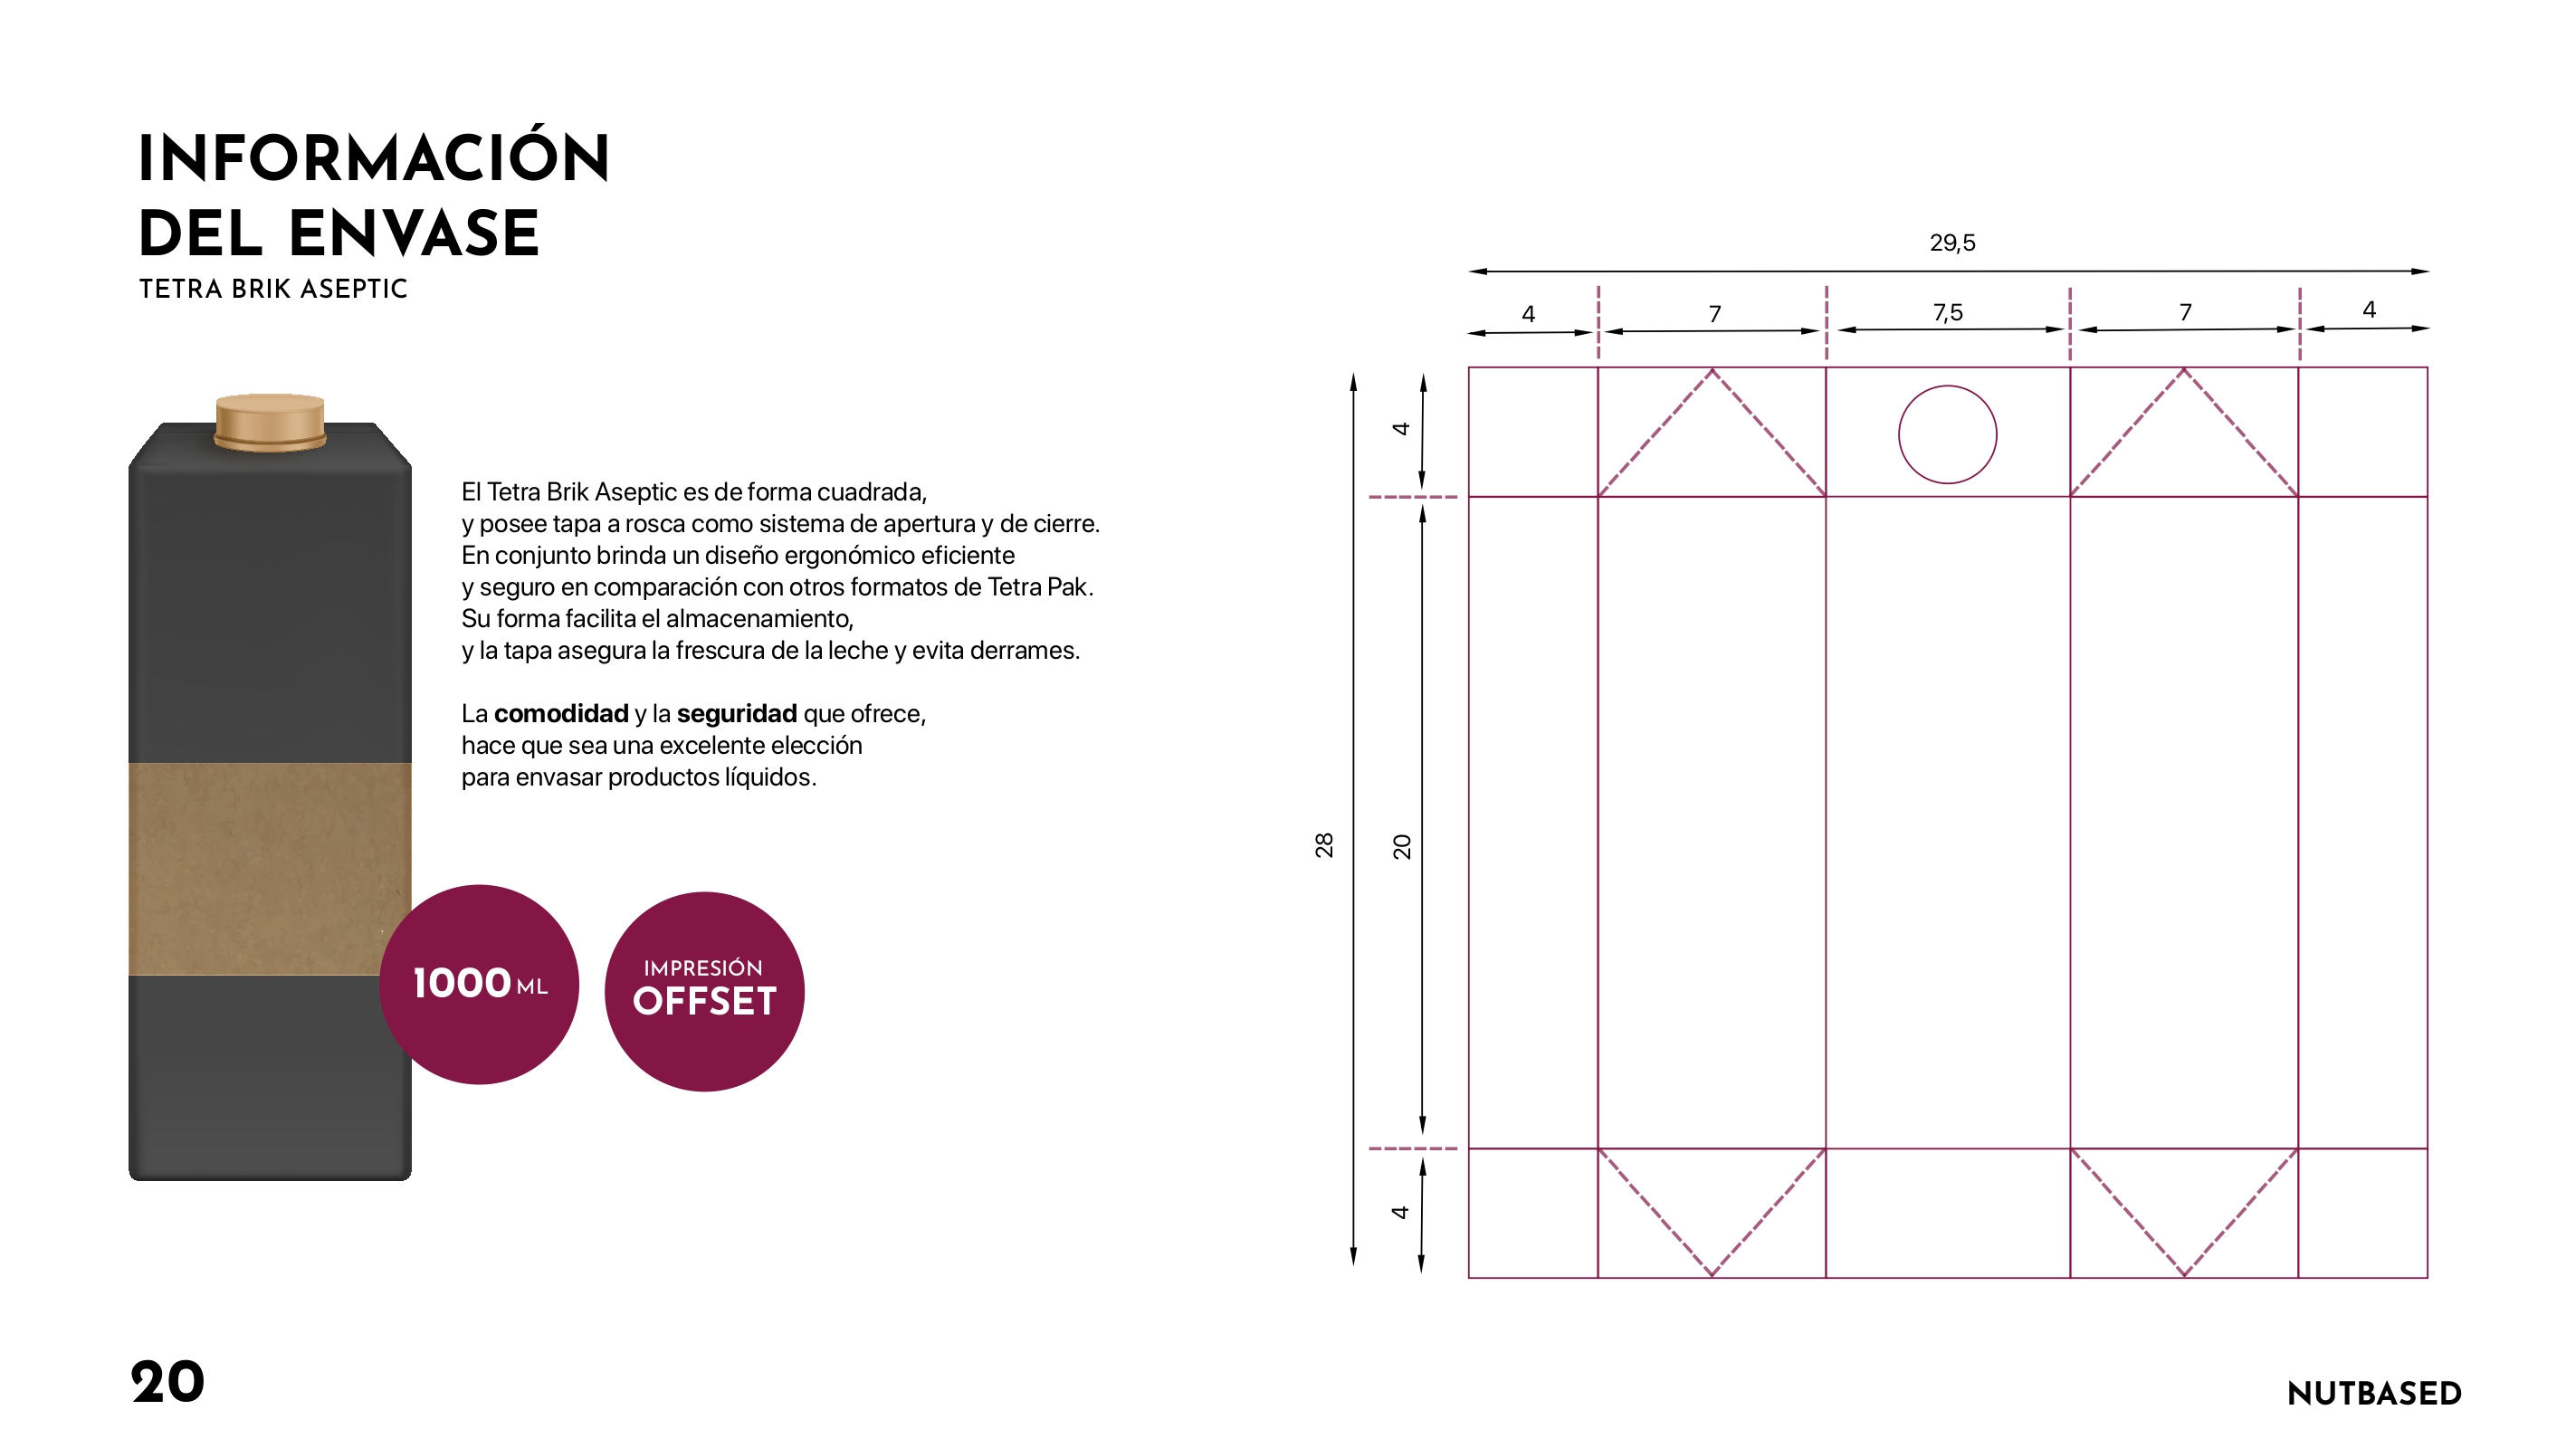 INFORMACIÓN
DEL ENVASE
TETRA BRIK ASEPTIC
El Tetra Brik Aseptic es de forma cuadrada,
y posee tapa a rosca como sistema de apertura y de cierre.
En conjunto brinda un diseño ergonómico eficiente
y seguro en comparación con otros formatos de Tetra Pak.
Su forma facilita el almacenamiento,
y la tapa asegura la frescura de la leche y evita derrames.
La comodidad y la seguridad que ofrece,
hace que sea una excelente elección
para envasar productos líquidos.
1000 ML
IMPRESIÓN
OFFSET
29,5
4 7 7,5 7 4
4
28
20
4
20
NUTBASED